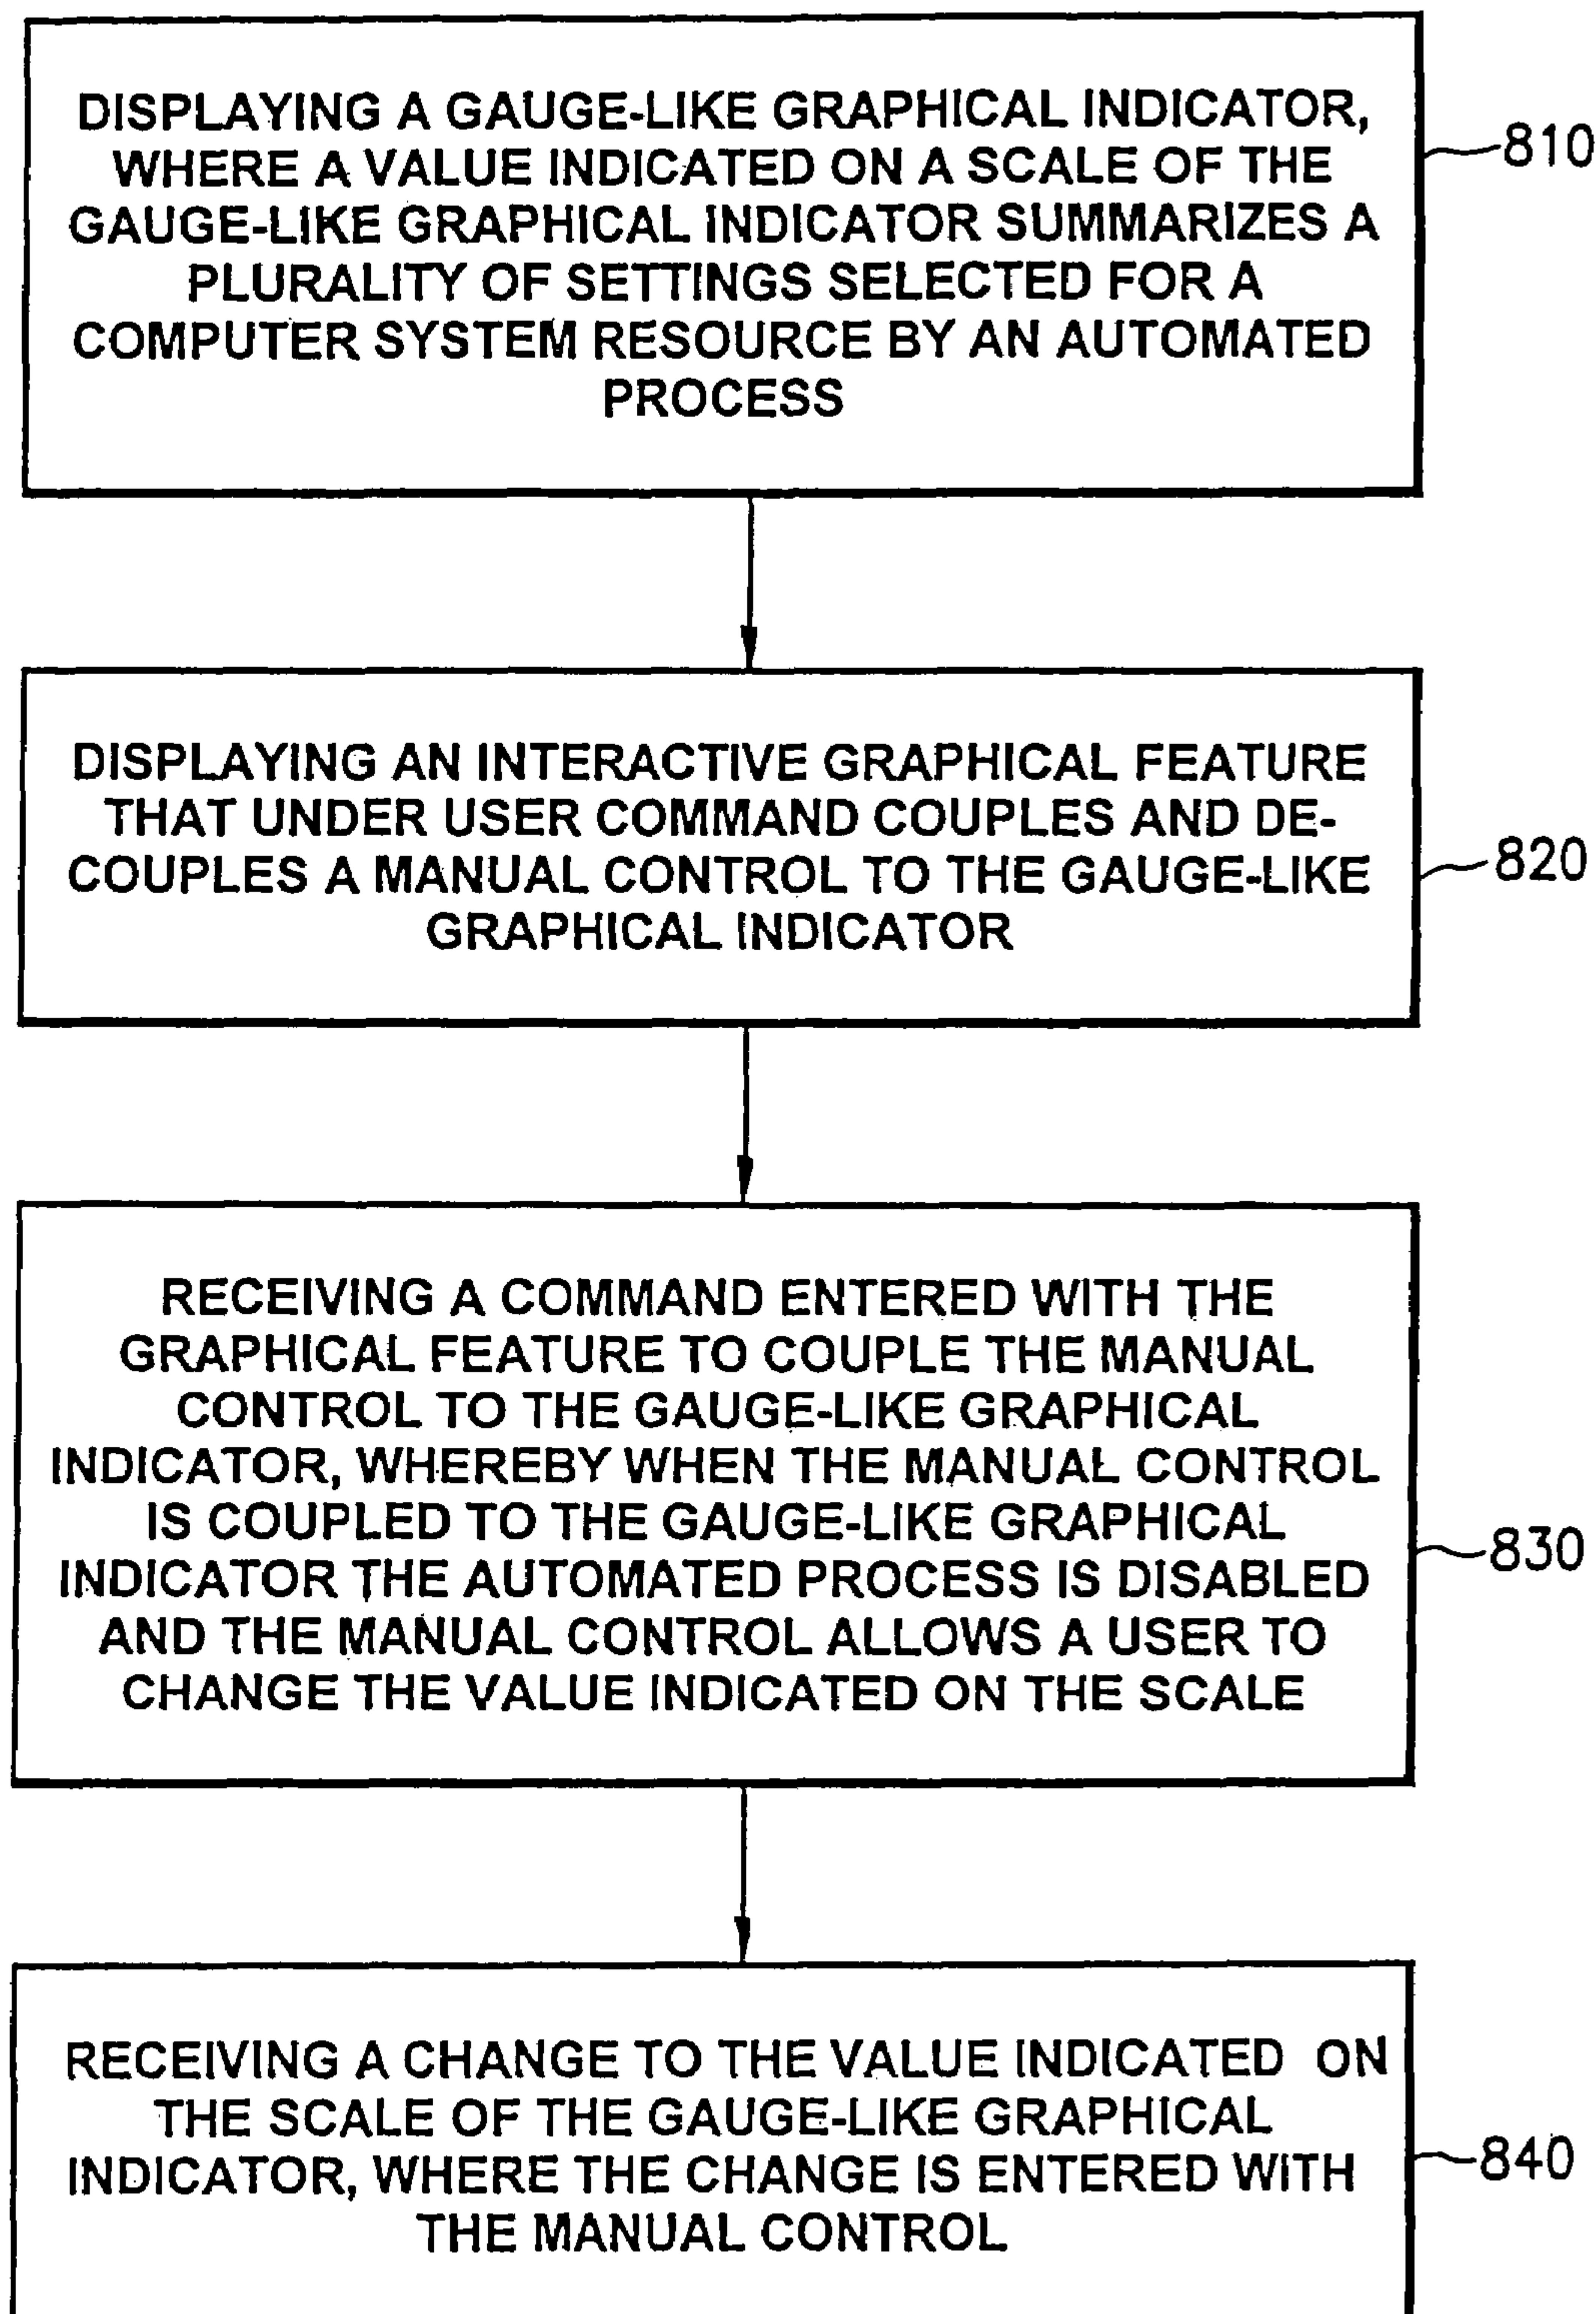 DISPLAYING A GAUGE-LIKE GRAPHICAL INDICATOR,
WHERE A VALUE INDICATED ON A SCALE OF THE
GAUGE-LIKE GRAPHICAL INDICATOR SUMMARIZES A
PLURALITY OF SETTINGS SELECTED FOR A
COMPUTER SYSTEM RESOURCE BY AN AUTOMATED
PROCESS
810
DISPLAYING AN INTERACTIVE GRAPHICAL FEATURE
THAT UNDER USER COMMAND COUPLES AND DE-
COUPLES A MANUAL CONTROL TO THE GAUGE-LIKE
GRAPHICAL INDICATOR
820
RECEIVING A COMMAND ENTERED WITH THE
GRAPHICAL FEATURE TO COUPLE THE MANUAL
CONTROL TO THE GAUGE-LIKE GRAPHICAL
INDICATOR, WHEREBY WHEN THE MANUAL CONTROL
IS COUPLED TO THE GAUGE-LIKE GRAPHICAL
INDICATOR THE AUTOMATED PROCESS IS DISABLED
AND THE MANUAL CONTROL ALLOWS A USER TO
CHANGE THE VALUE INDICATED ON THE SCALE
830
RECEIVING A CHANGE TO THE VALUE INDICATED ON
THE SCALE OF THE GAUGE-LIKE GRAPHICAL
INDICATOR, WHERE THE CHANGE IS ENTERED WITH
THE MANUAL CONTROL
840